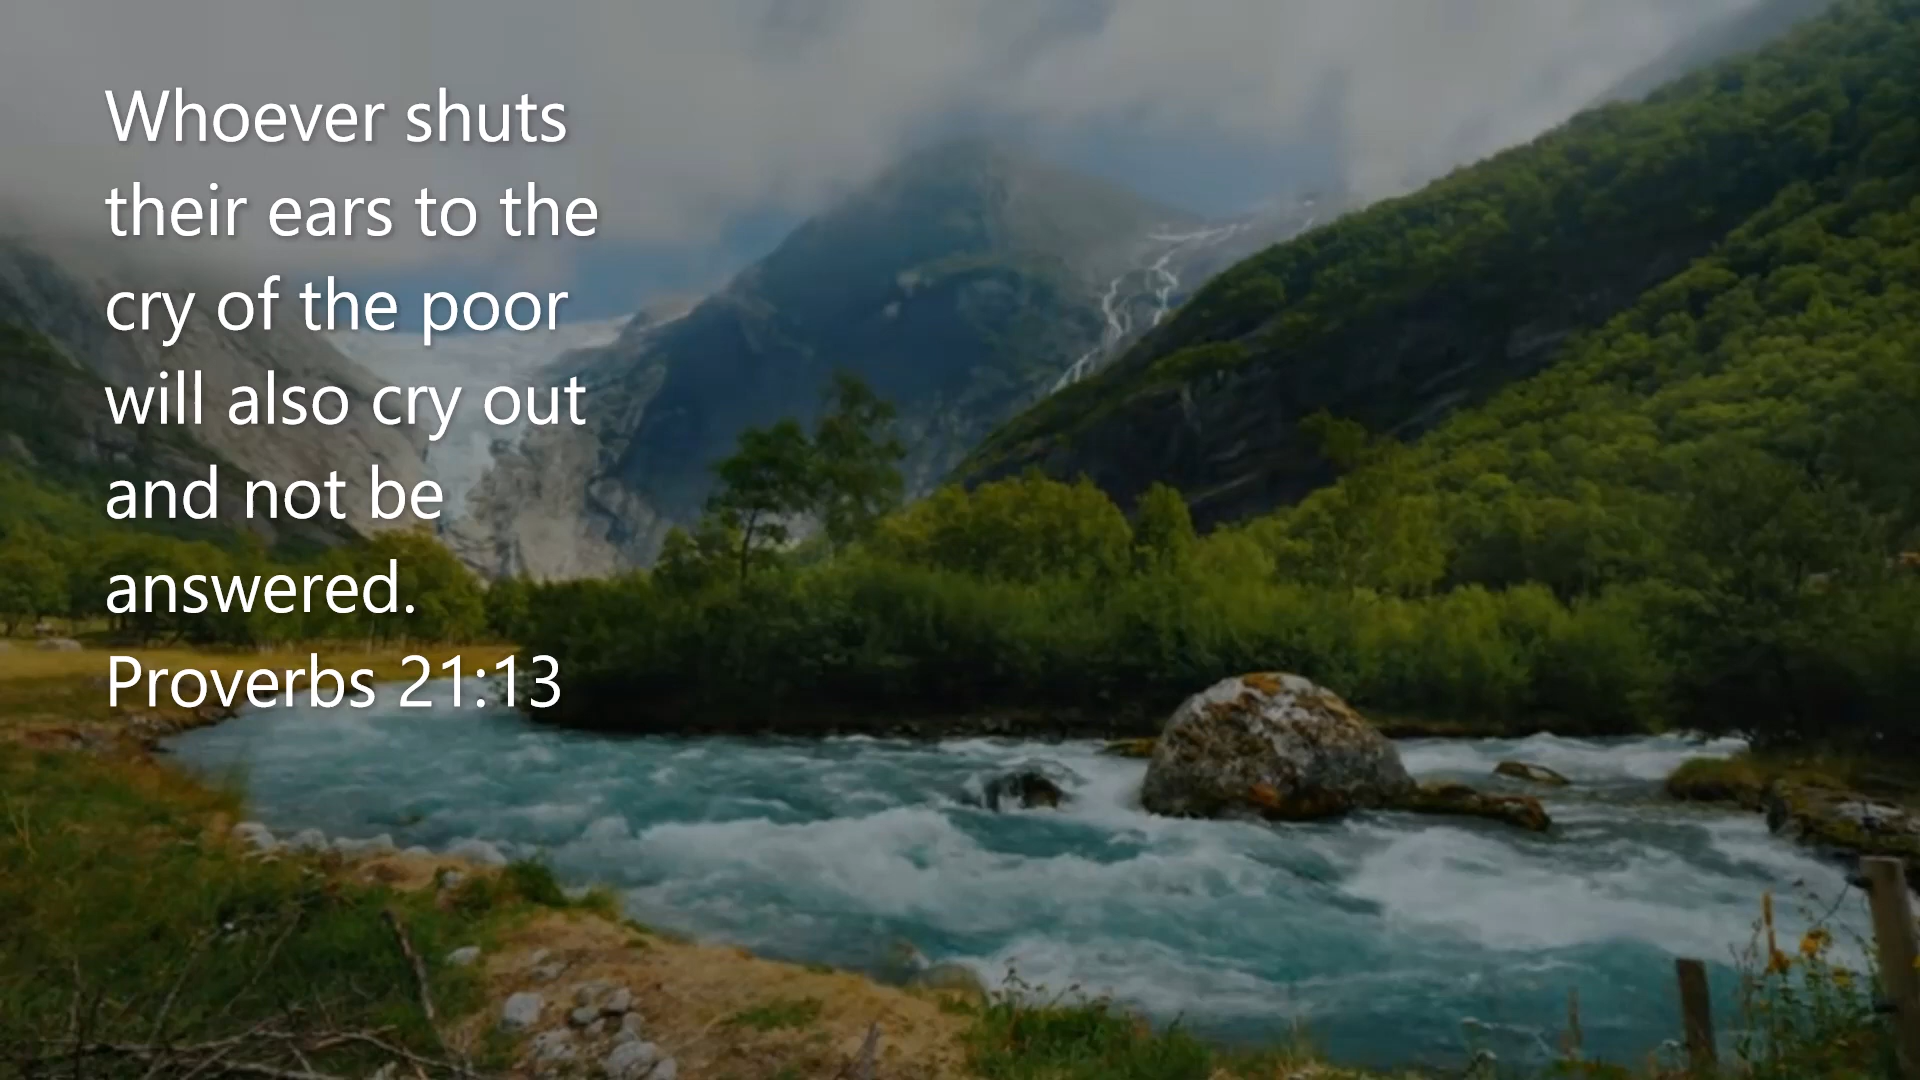 Whoever shuts
their ears to the
cry of the poor
will also cry out
and not be
answered.
Proverbs 21:13